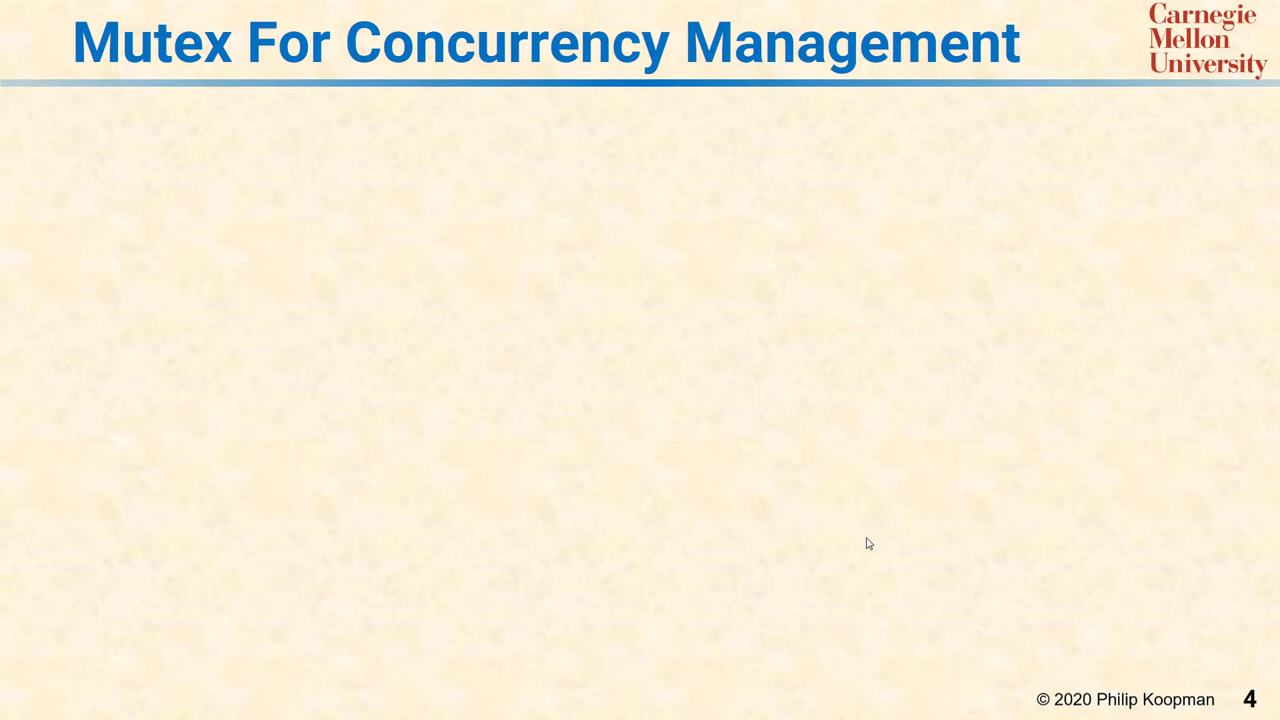 Mutex For Concurrency Management
Carnegie
Mellon
University
© 2020 Philip Koopman 4